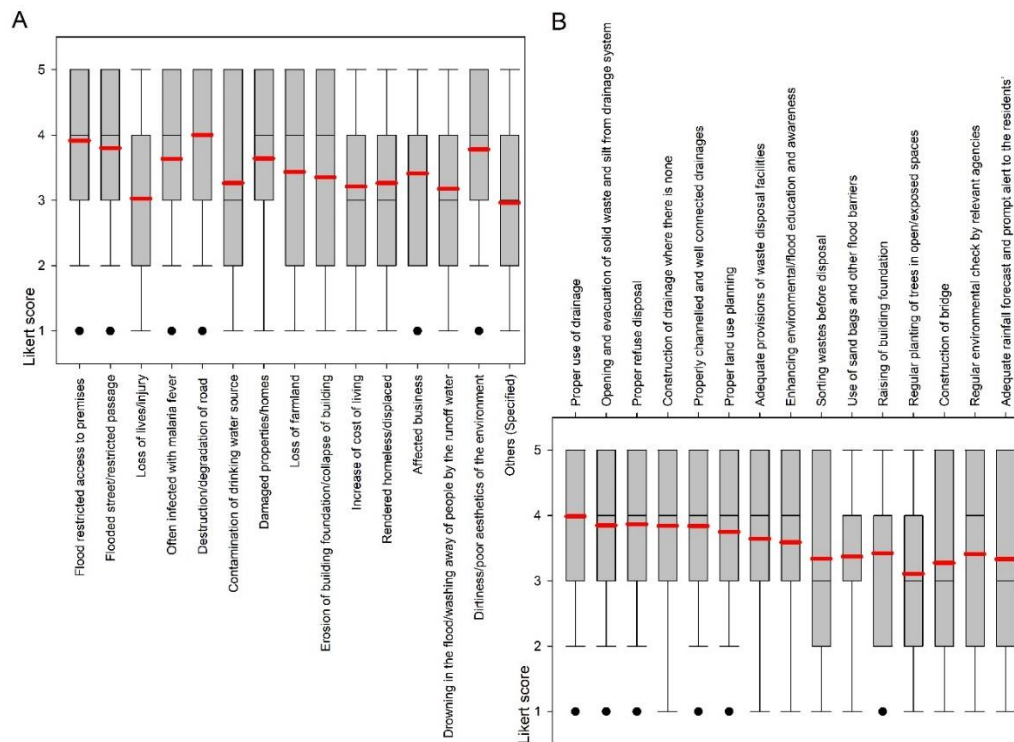 A
Likert score
5
4
3
2
1
Flood restricted access to premises
Flooded street/restricted passage
Loss of lives/injury
Often infected with malaria fever
Destruction/degradation of road
Contamination of drinking water source
Damaged properties/homes
Loss of farmland
Erosion of building foundation/collapse of building
Increase of cost of living
Rendered homeless/displaced
Affected business
Drowning in the flood/washing away of people by the runoff water
Dirtiness/poor aesthetics of the environment
Others (Specified)
B
Proper use of drainage
Opening and evacuation of solid waste and silt from drainage system
Proper refuse disposal
Construction of drainage where there is none
Properly channelled and well connected drainages
Proper land use planning
Adequate provisions of waste disposal facilities
Enhancing environmental/flood education and awareness
Sorting wastes before disposal
Use of sand bags and other flood barriers
Raising of building foundation
Regular planting of trees in open/exposed spaces
Construction of bridge
Regular environmental check by relevant agencies
Adequate rainfall forecast and prompt alert to the residents'
Likert score
5
4
3
2
1